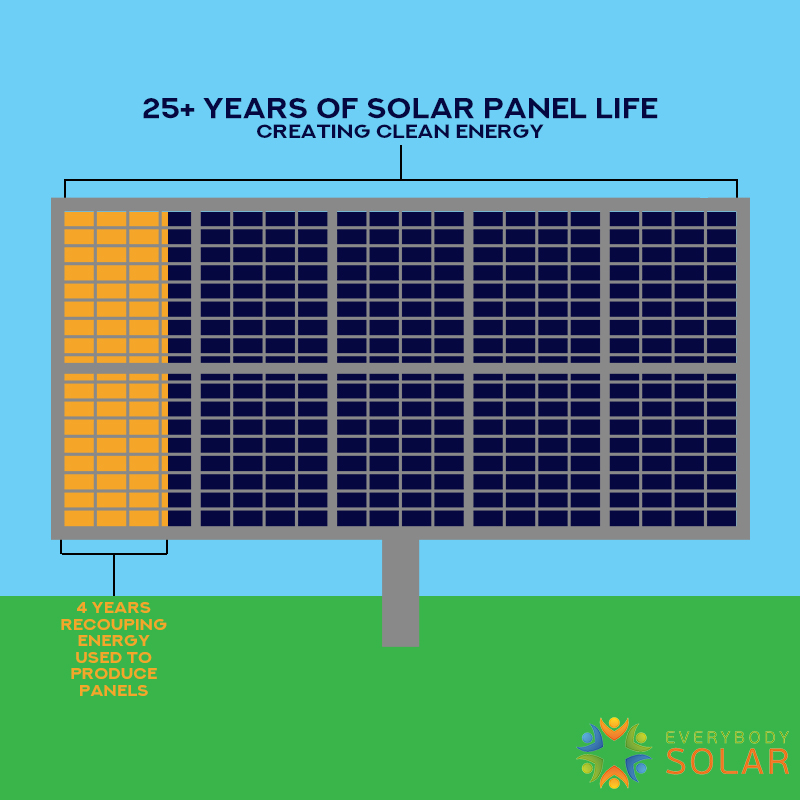 25+ YEARS OF SOLAR PANEL LIFE
CREATING CLEAN ENERGY
4 YEARS
RECOUPING
ENERGY
USED TO
PRODUCE
PANELS
EVERYBODY
SOLAR